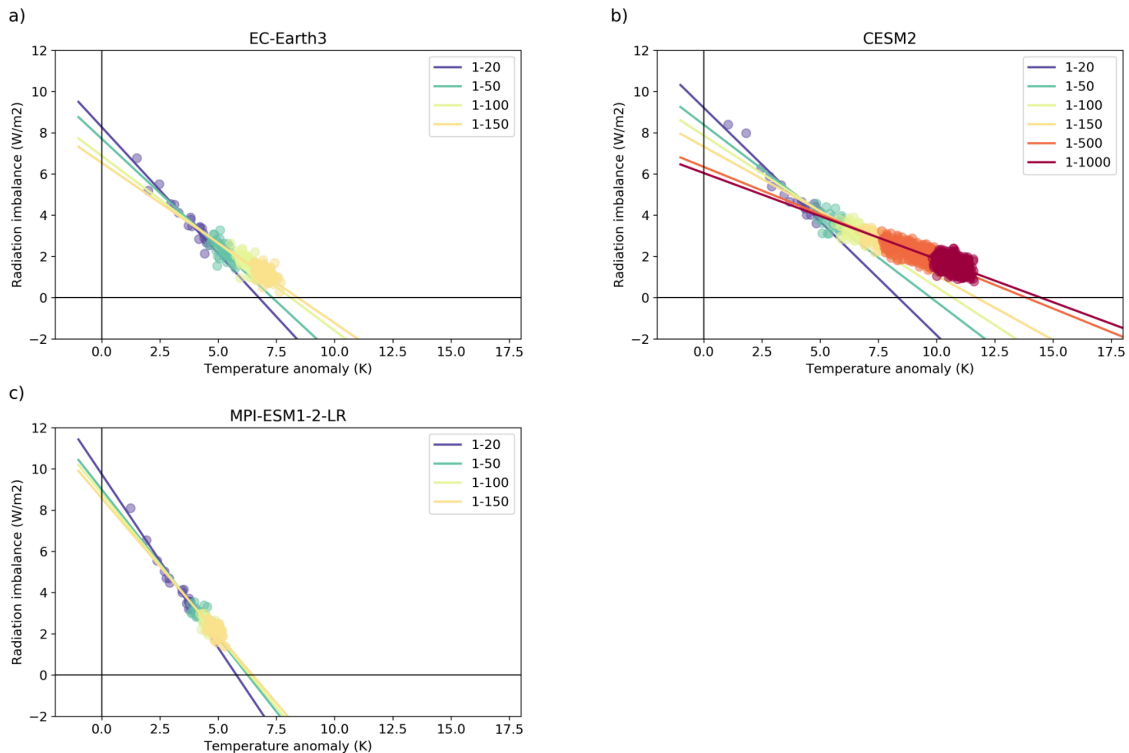 a)
EC-Earth3
12
10
8
6
4
2
0
−2
Radiation imbalance (W/m2)
0.0 2.5 5.0 7.5 10.0 12.5 15.0 17.5
Temperature anomaly (K)
1-20
1-50
1-100
1-150
b)
CESM2
12
10
8
6
4
2
0
−2
Radiation imbalance (W/m2)
0.0 2.5 5.0 7.5 10.0 12.5 15.0 17.5
Temperature anomaly (K)
1-20
1-50
1-100
1-150
1-500
1-1000
c)
MPI-ESM1-2-LR
12
10
8
6
4
2
0
−2
Radiation imbalance (W/m2)
0.0 2.5 5.0 7.5 10.0 12.5 15.0 17.5
Temperature anomaly (K)
1-20
1-50
1-100
1-150